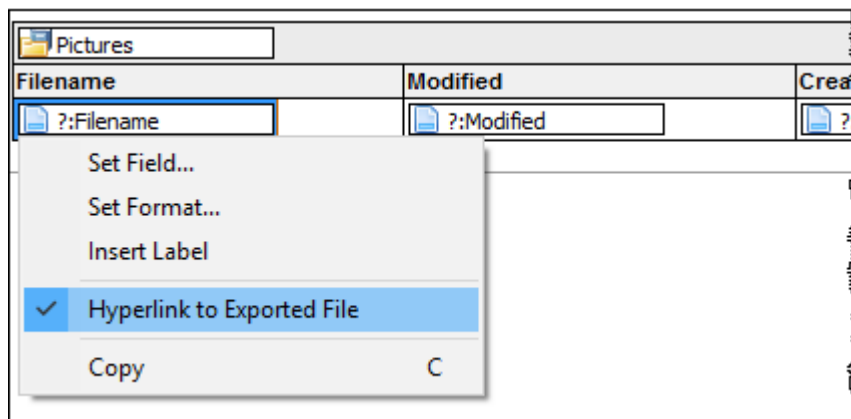 Pictures
Filename Modified Crea
?:Filename ?:Modified ?
Set Field...
Set Format...
Insert Label
Hyperlink to Exported File
Copy C